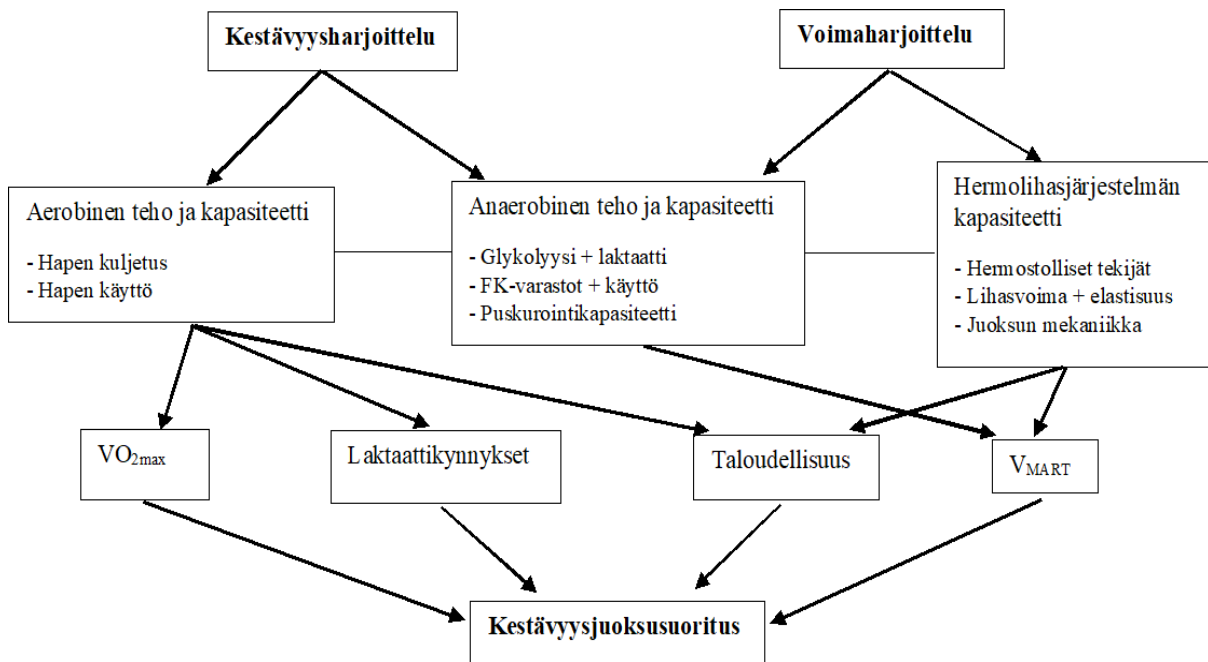 Kestävyysharjoittelu
Voimaharjoittelu
Aerobinen teho ja kapasiteetti
- Hapen kuljetus
- Hapen käyttö
Anaerobinen teho ja kapasiteetti
- Glykolyysi + laktaatti
- FK-varastot + käyttö
- Puskurointikapasiteetti
Hermolihasjärjestelmän
kapasiteetti
- Hermostolliset tekijät
- Lihasvoima + elastisuus
- Juoksun mekaniikka
VO2max
Laktaattikynnykset
Taloudellisuus
VMART
Kestävyysjuoksusuoritus